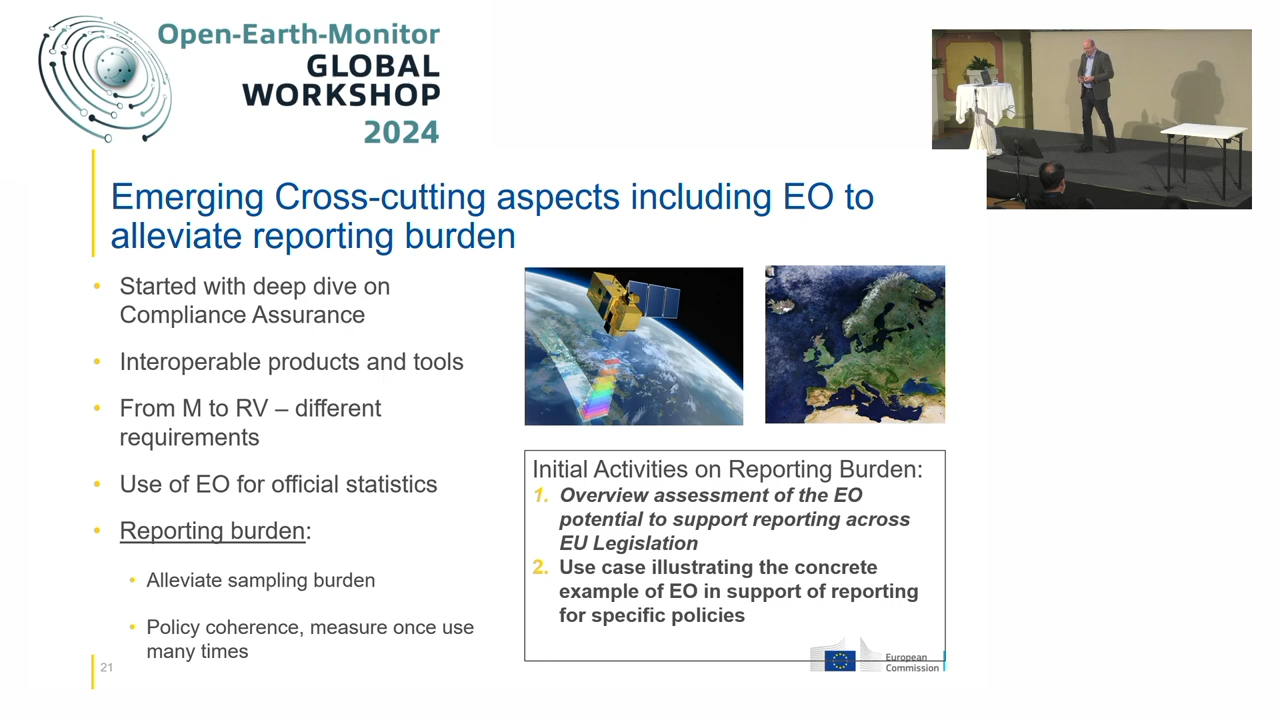 Open-Earth-Monitor
GLOBAL
WORKSHOP
2024
Emerging Cross-cutting aspects including EO to
alleviate reporting burden
• Started with deep dive on
Compliance Assurance
• Interoperable products and tools
• From M to RV – different
requirements
• Use of EO for official statistics
• Reporting burden:
• Alleviate sampling burden
• Policy coherence, measure once use
many times
Initial Activities on Reporting Burden:
1. Overview assessment of the EO
potential to support reporting across
EU Legislation
2. Use case illustrating the concrete
example of EO in support of reporting
for specific policies
21
European
Commission